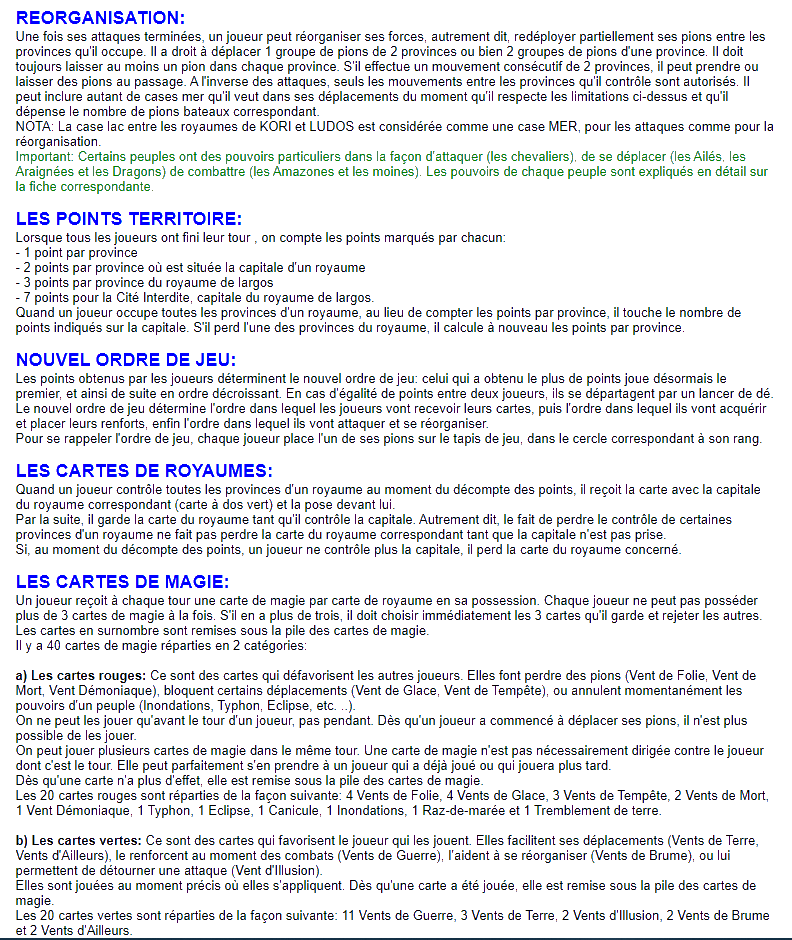 REORGANISATION:
Une fois ses attaques terminées, un joueur peut réorganiser ses forces, autrement dit, redéployer partiellement ses pions entre les
provinces qu'il occupe. Il a droit à déplacer 1 groupe de pions de 2 provinces ou bien 2 groupes de pions d'une province. Il doit
toujours laisser au moins un pion dans chaque province. S'il effectue un mouvement consécutif de 2 provinces, il peut prendre ou
laisser des pions au passage. A l'inverse des attaques, seuls les mouvements entre les provinces qu'il contrôle sont autorisés. Il
peut inclure autant de cases mer qu'il veut dans ses déplacements du moment qu'il respecte les limitations ci-dessus et qu'il
dépense le nombre de pions bateaux correspondant.
NOTA: La case lac entre les royaumes de KORI et LUDOS est considérée comme une case MER, pour les attaques comme pour la
réorganisation.
Important: Certains peuples ont des pouvoirs particuliers dans la façon d'attaquer (les chevaliers), de se déplacer (les Ailés, les
Araignées et les Dragons) de combattre (les Amazones et les moines). Les pouvoirs de chaque peuple sont expliqués en détail sur
la fiche correspondante.
LES POINTS TERRITOIRE:
Lorsque tous les joueurs ont fini leur tour , on compte les points marqués par chacun:
- 1 point par province
- 2 points par province où est située la capitale d'un royaume
- 3 points par province du royaume de largos
- 7 points pour la Cité Interdite, capitale du royaume de largos.
Quand un joueur occupe toutes les provinces d'un royaume, au lieu de compter les points par province, il touche le nombre de
points indiqués sur la capitale. S'il perd l'une des provinces du royaume, il calcule à nouveau les points par province.
NOUVEL ORDRE DE JEU:
Les points obtenus par les joueurs déterminent le nouvel ordre de jeu: celui qui a obtenu le plus de points joue désormais le
premier, et ainsi de suite en ordre décroissant. En cas d'égalité de points entre deux joueurs, ils se départagent par un lancer de dé.
Le nouvel ordre de jeu détermine l'ordre dans lequel les joueurs vont recevoir leurs cartes, puis l'ordre dans lequel ils vont acquérir
et placer leurs renforts, enfin l'ordre dans lequel ils vont attaquer et se réorganiser.
Pour se rappeler l'ordre de jeu, chaque joueur place l'un de ses pions sur le tapis de jeu, dans le cercle correspondant à son rang.
LES CARTES DE ROYAUMES:
Quand un joueur contrôle toutes les provinces d'un royaume au moment du décompte des points, il reçoit la carte avec la capitale
du royaume correspondant (carte à dos vert) et la pose devant lui.
Par la suite, il garde la carte du royaume tant qu'il contrôle la capitale. Autrement dit, le fait de perdre le contrôle de certaines
provinces d'un royaume ne fait pas perdre la carte du royaume correspondant tant que la capitale n'est pas prise.
Si, au moment du décompte des points, un joueur ne contrôle plus la capitale, il perd la carte du royaume concerné.
LES CARTES DE MAGIE:
Un joueur reçoit à chaque tour une carte de magie par carte de royaume en sa possession. Chaque joueur ne peut pas posséder
plus de 3 cartes de magie à la fois. S'il en a plus de trois, il doit choisir immédiatement les 3 cartes qu'il garde et rejeter les autres.
Les cartes en surnombre sont remises sous la pile des cartes de magie.
Il y a 40 cartes de magie réparties en 2 catégories:
a) Les cartes rouges: Ce sont des cartes qui défavorisent les autres joueurs. Elles font perdre des pions (Vent de Folie, Vent de
Mort, Vent Démoniaque), bloquent certains déplacements (Vent de Glace, Vent de Tempête), ou annulent momentanément les
pouvoirs d'un peuple (Inondations, Typhon, Eclipse, etc. ..).
On ne peut les jouer qu'avant le tour d'un joueur, pas pendant. Dès qu'un joueur a commencé à déplacer ses pions, il n'est plus
possible de les jouer.
On peut jouer plusieurs cartes de magie dans le même tour. Une carte de magie n'est pas nécessairement dirigée contre le joueur
dont c'est le tour. Elle peut parfaitement s'en prendre à un joueur qui a déjà joué ou qui jouera plus tard.
Dès qu'une carte n'a plus d'effet, elle est remise sous la pile des cartes de magie.
Les 20 cartes rouges sont réparties de la façon suivante: 4 Vents de Folie, 4 Vents de Glace, 3 Vents de Tempête, 2 Vents de Mort,
1 Vent Démoniaque, 1 Typhon, 1 Eclipse, 1 Canicule, 1 Inondations, 1 Raz-de-marée et 1 Tremblement de terre.
b) Les cartes vertes: Ce sont des cartes qui favorisent le joueur qui les jouent. Elles facilitent ses déplacements (Vents de Terre,
Vents d'Ailleurs), le renforcent au moment des combats (Vents de Guerre), l'aident à se réorganiser (Vents de Brume), ou lui
permettent de détourner une attaque (Vent d'Illusion).
Elles sont jouées au moment précis où elles s'appliquent. Dès qu'une carte a été jouée, elle est remise sous la pile des cartes de
magie.
Les 20 cartes vertes sont réparties de la façon suivante: 11 Vents de Guerre, 3 Vents de Terre, 2 Vents d'Illusion, 2 Vents de Brume
et 2 Vents d'Ailleurs.